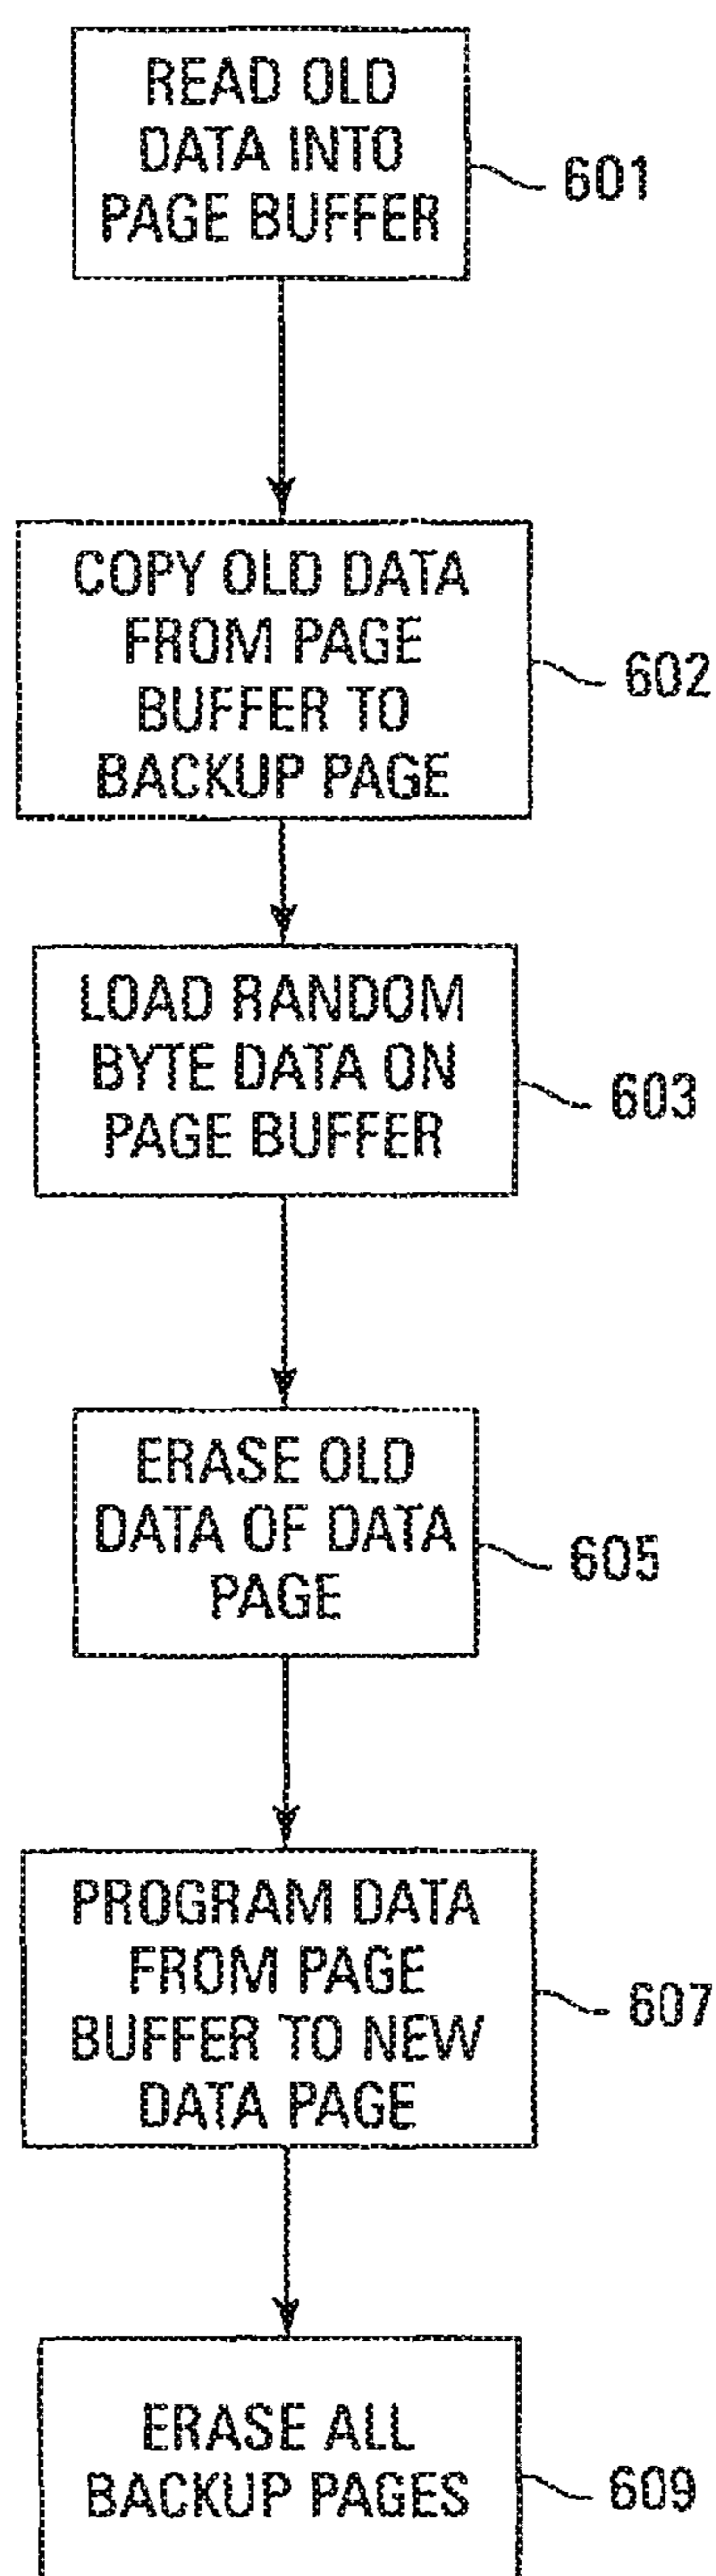 READ OLD
DATA INTO
PAGE BUFFER
601
COPY OLD DATA
FROM PAGE
BUFFER TO
BACKUP PAGE
602
LOAD RANDOM
BYTE DATA ON
PAGE BUFFER
603
ERASE OLD
DATA OF DATA
PAGE
605
PROGRAM DATA
FROM PAGE
BUFFER TO NEW
DATA PAGE
607
ERASE ALL
BACKUP PAGES
609